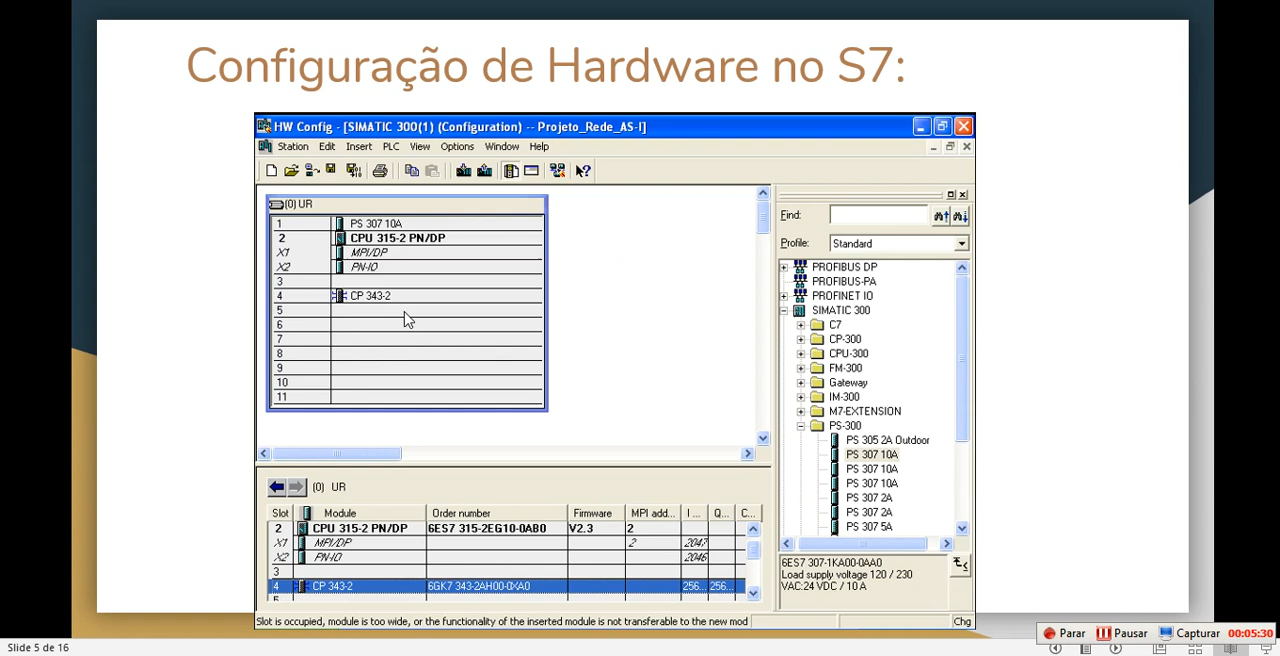 Configuração de Hardware no S7:
HW Config - [SIMATIC 300(1) (Configuration) -- Projeto_Rede_AS-I]
Station Edit Insert PLC View Options Window Help
(0) UR
1 PS 307 10A
2 CPU 315-2 PN/DP
X1 MPI/DP
X2 PN-IO
3
4 CP 343-2
5
6
7
8
9
10
11
Find:
Profile: Standard
PROFIBUS DP
PROFIBUS-PA
PROFINET IO
SIMATIC 300
C7
CP-300
CPU-300
FM-300
Gateway
IM-300
M7-EXTENSION
PS-300
PS 305 2A Outdoor
PS 307 10A
PS 307 10A
PS 307 10A
PS 307 2A
PS 307 2A
PS 307 5A
6ES7 307-1KA00-0AA0
Load supply voltage 120 / 230
VAC:24 VDC / 10 A
(0) UR
Slot Module Order number Firmware MPI add... I ... Q... C...
2 CPU 315-2 PN/DP 6ES7 315-2EG10-0AB0 V2.3 2
X1 MPI/DP 2 2047
X2 PN-IO 2046
3
4 CP 343-2 6GK7 343-2AH00-0XA0 256... 256...
Slot is occupied, module is too wide, or the functionality of the inserted module is not transferable to the new mod
Chg
Parar Pausar Capturar 00:05:30
Slide 5 de 16